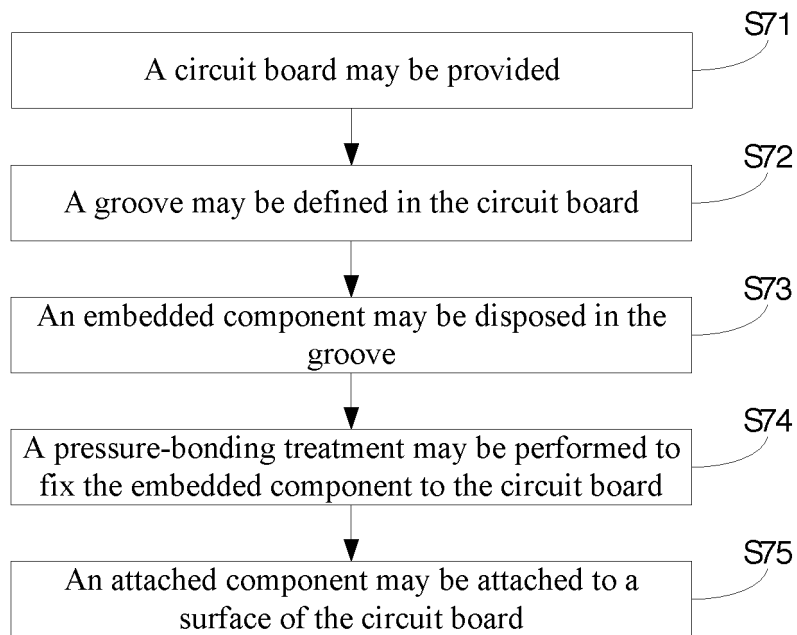 S71
A circuit board may be provided
S72
A groove may be defined in the circuit board
S73
An embedded component may be disposed in the
groove
S74
A pressure-bonding treatment may be performed to
fix the embedded component to the circuit board
S75
An attached component may be attached to a
surface of the circuit board